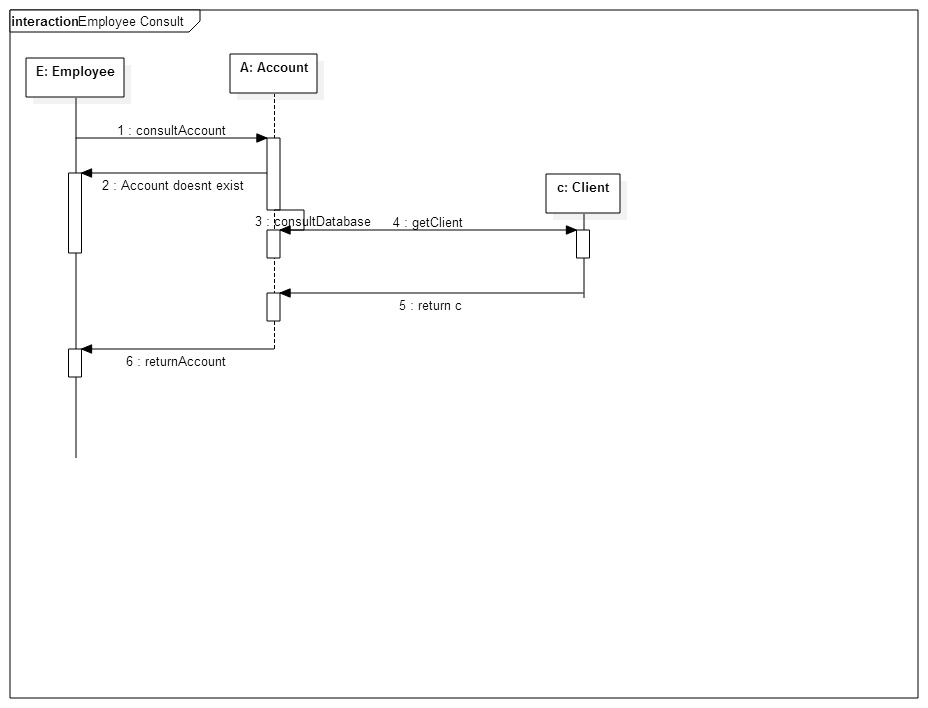 interactionEmployee Consult
E: Employee
A: Account
1 : consultAccount
2 : Account doesnt exist
c: Client
3 : consultDatabase
4 : getClient
5 : return c
6 : returnAccount